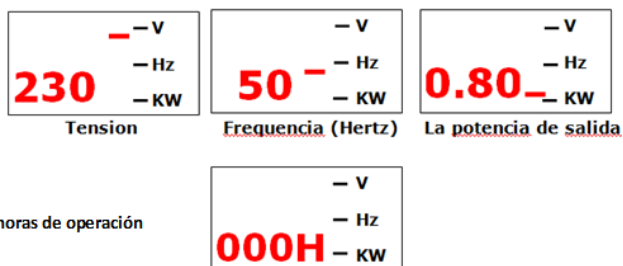 V V V
Hz Hz Hz
230 50 0.80
KW KW KW
Tension Frequencia (Hertz) La potencia de salida
V
horas de operación Hz
000H KW